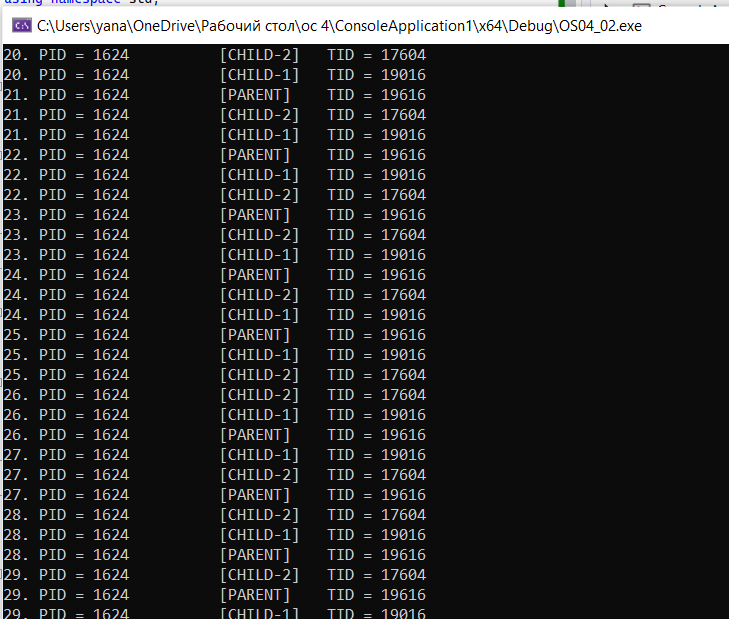 using namespace std;
C:\Users\yana\OneDrive\Рабочий стол\ос 4\ConsoleApplication1\x64\Debug\OS04_02.exe
20. PID = 1624 [CHILD-2] TID = 17604
20. PID = 1624 [CHILD-1] TID = 19016
21. PID = 1624 [PARENT] TID = 19616
21. PID = 1624 [CHILD-2] TID = 17604
21. PID = 1624 [CHILD-1] TID = 19016
22. PID = 1624 [PARENT] TID = 19616
22. PID = 1624 [CHILD-1] TID = 19016
22. PID = 1624 [CHILD-2] TID = 17604
23. PID = 1624 [PARENT] TID = 19616
23. PID = 1624 [CHILD-2] TID = 17604
23. PID = 1624 [CHILD-1] TID = 19016
24. PID = 1624 [PARENT] TID = 19616
24. PID = 1624 [CHILD-2] TID = 17604
24. PID = 1624 [CHILD-1] TID = 19016
25. PID = 1624 [PARENT] TID = 19616
25. PID = 1624 [CHILD-1] TID = 19016
25. PID = 1624 [CHILD-2] TID = 17604
26. PID = 1624 [CHILD-2] TID = 17604
26. PID = 1624 [CHILD-1] TID = 19016
26. PID = 1624 [PARENT] TID = 19616
27. PID = 1624 [CHILD-1] TID = 19016
27. PID = 1624 [CHILD-2] TID = 17604
27. PID = 1624 [PARENT] TID = 19616
28. PID = 1624 [CHILD-2] TID = 17604
28. PID = 1624 [CHILD-1] TID = 19016
28. PID = 1624 [PARENT] TID = 19616
29. PID = 1624 [CHILD-2] TID = 17604
29. PID = 1624 [PARENT] TID = 19616
29. PID = 1624 [CHILD-1] TID = 19016